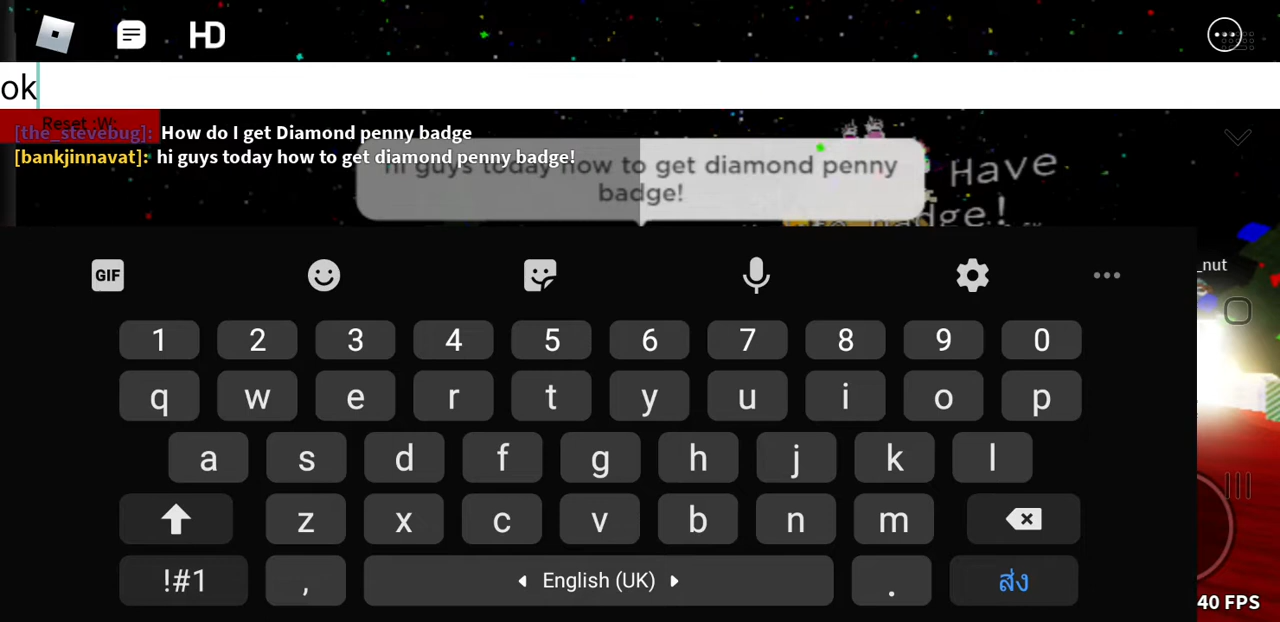 HD
ok
Reset :W:
[the_stevebug]: How do I get Diamond penny badge
[bankjinnavat]: hi guys today how to get diamond penny badge!
hi guys today how to get diamond penny
badge!
Have
badge!
_nut
GIF
1 2 3 4 5 6 7 8 9 0
q w e r t y u i o p
a s d f g h j k l
z x c v b n m
!#1 , English (UK) . ส่ง
40 FPS